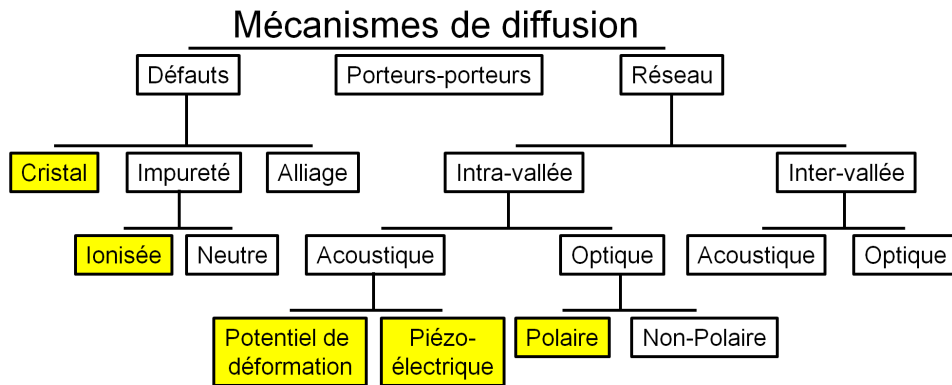 Mécanismes de diffusion
Défauts
Porteurs-porteurs
Réseau
Cristal
Impureté
Alliage
Intra-vallée
Inter-vallée
Ionisée
Neutre
Acoustique
Optique
Acoustique
Optique
Potentiel de
déformation
Piézo-
électrique
Polaire
Non-Polaire